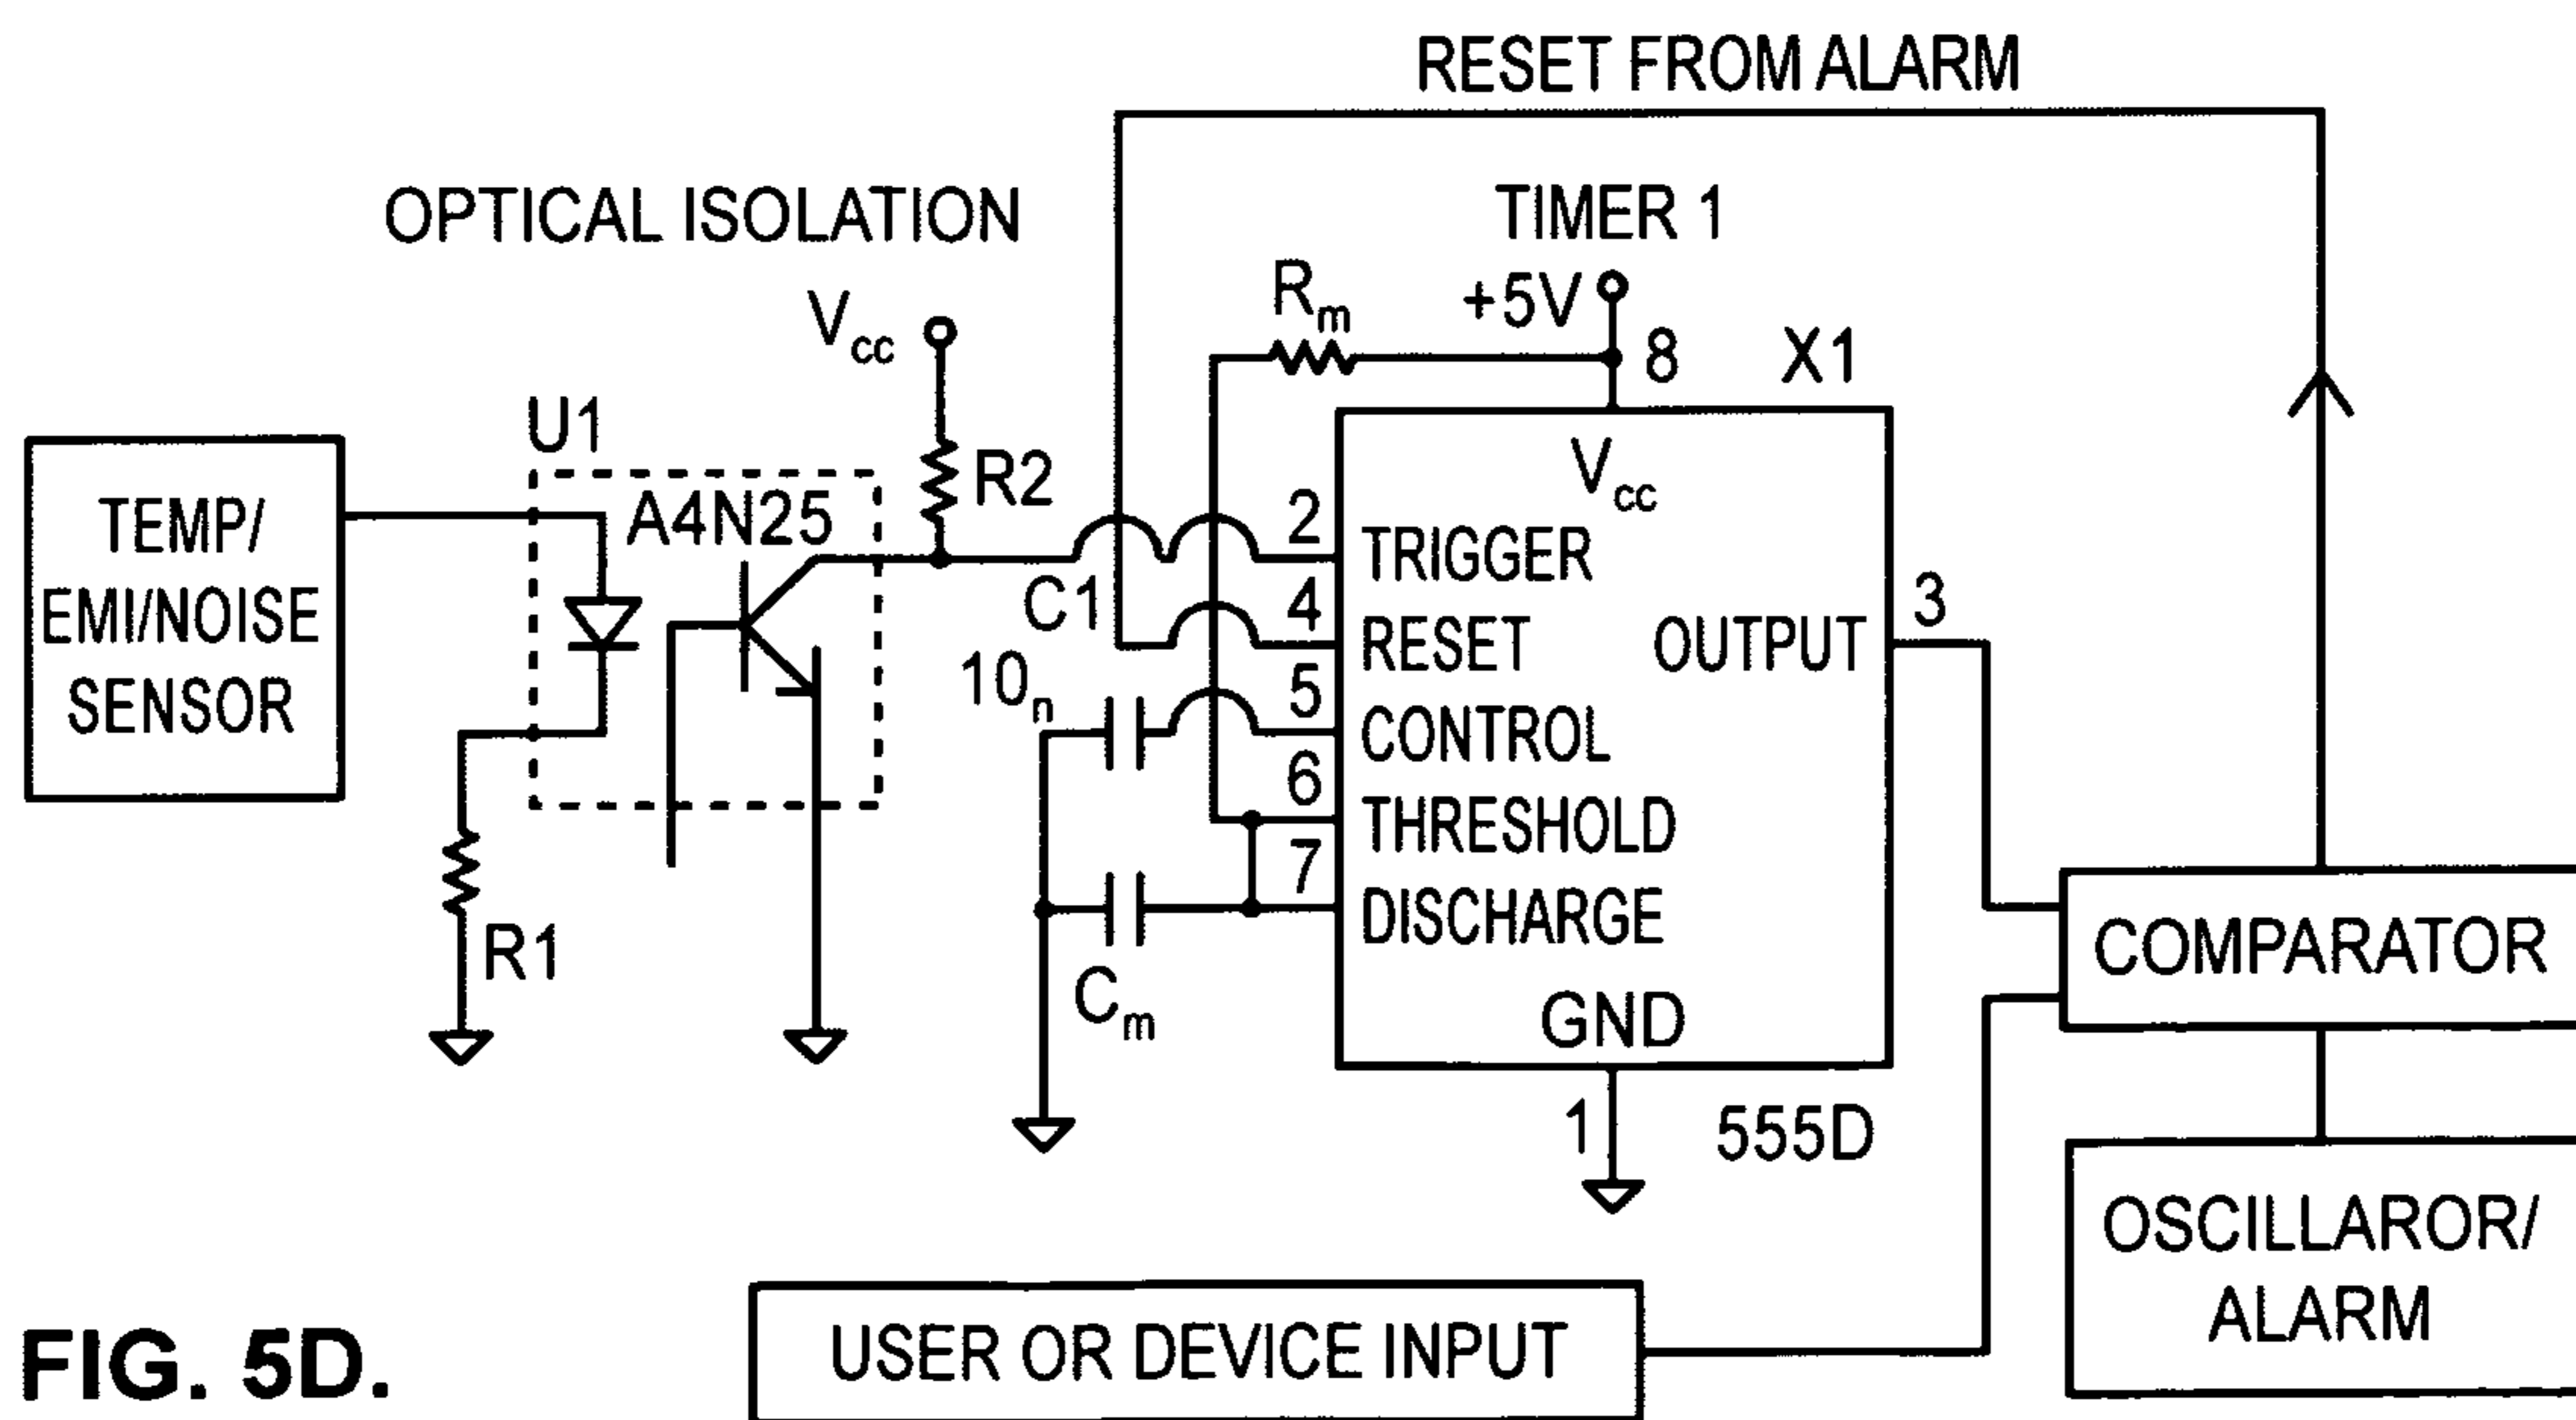 RESET FROM ALARM
OPTICAL ISOLATION
TIMER 1
Vcc
Rm
+5V
8
X1
U1
A4N25
R2
TEMP/
EMI/NOISE
SENSOR
Vcc
2
TRIGGER
C1
4
RESET
OUTPUT
3
10n
5
CONTROL
6
THRESHOLD
7
DISCHARGE
R1
Cm
GND
COMPARATOR
1
555D
OSCILLAROR/
ALARM
USER OR DEVICE INPUT
FIG. 5D.